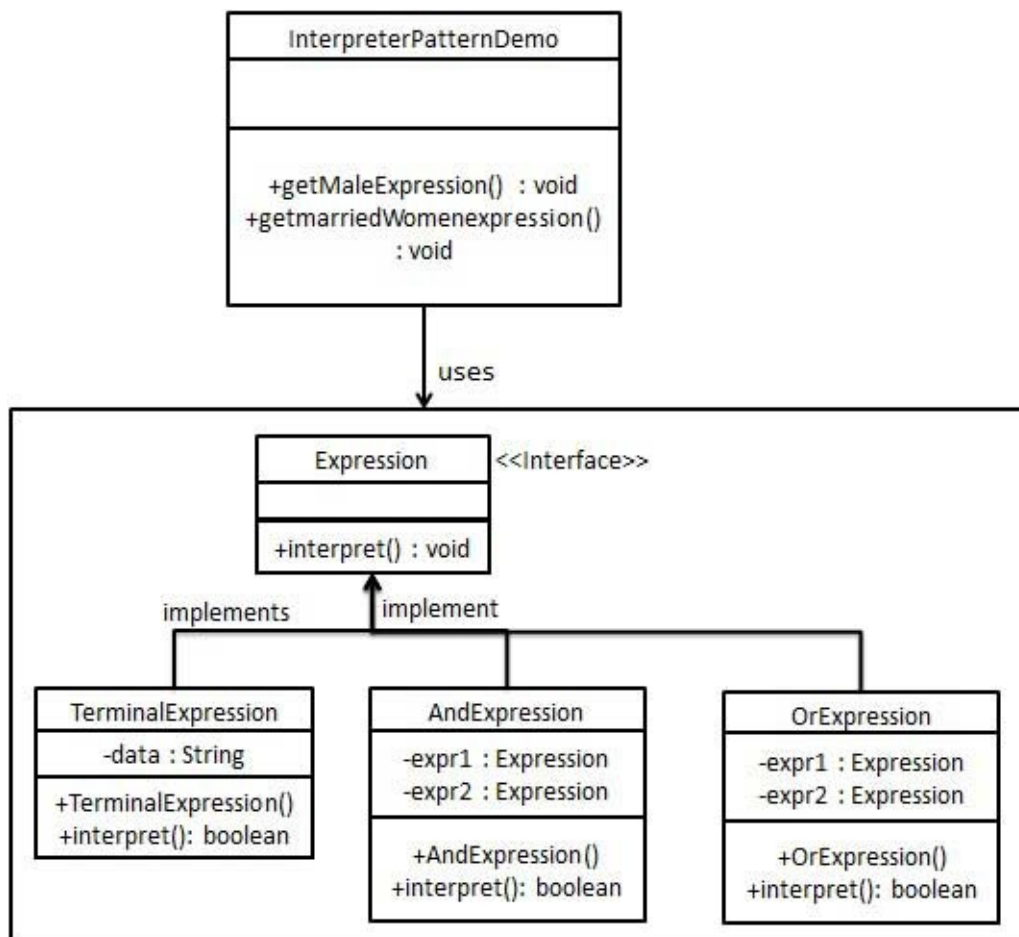 InterpreterPatternDemo
+getMaleExpression() : void
+getmarriedWomenexpression()
: void
uses
Expression
<<Interface>>
+interpret() : void
implements
implement
TerminalExpression
-data : String
+TerminalExpression()
+interpret(): boolean
AndExpression
-expr1 : Expression
-expr2 : Expression
+AndExpression()
+interpret(): boolean
OrExpression
-expr1 : Expression
-expr2 : Expression
+OrExpression()
+interpret(): boolean